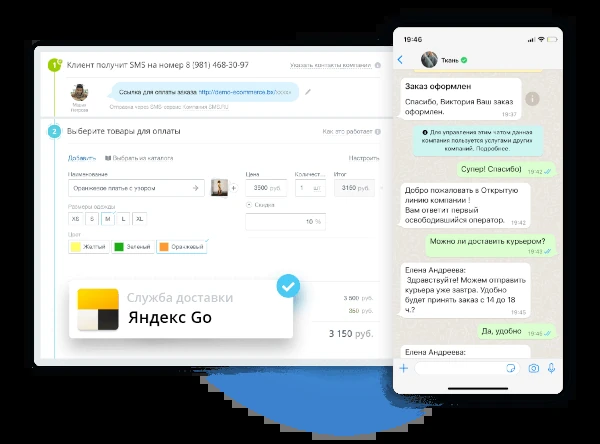 1 Клиент получит SMS на номер 8 (981) 468-30-97
Указать контакты компании
Ссылка для оплаты заказа http://demo-ecommerce.bx/xxxxx
Отправка через SMS-сервис Компания SMS.RU
2 Выберите товары для оплаты
Как это работает
Добавить Выбрать из каталога
Настроить
Наименование Цена Количест... Итог
Оранжевое платье с узором + 3500 руб. 1 шт 3150 руб.
Размеры одежды
Скидка
XS S M L XL
10 %
Цвет
Желтый Зеленый Оранжевый
Служба доставки
Яндекс Go
3 500 руб.
350 руб.
3 150 руб.
19:46
Ткань
Заказ оформлен
Спасибо, Виктория Ваш заказ
оформлен.
19:37
Для управления этим чатом данная
компания пользуется услугами других
компаний. Подробнее.
Супер! Спасибо)
19:42
Добро пожаловать в Открытую
линию компании !
Вам ответит первый
освободившийся оператор.
19:42
Можно ли доставить курьером?
19:42
Елена Андреева:
Здравствуйте! Можем отправить
курьера уже завтра. Удобно
будет принять заказ с 14 до 18
ч.?
19:45
Да, удобно
19:45
Елена Андреева: